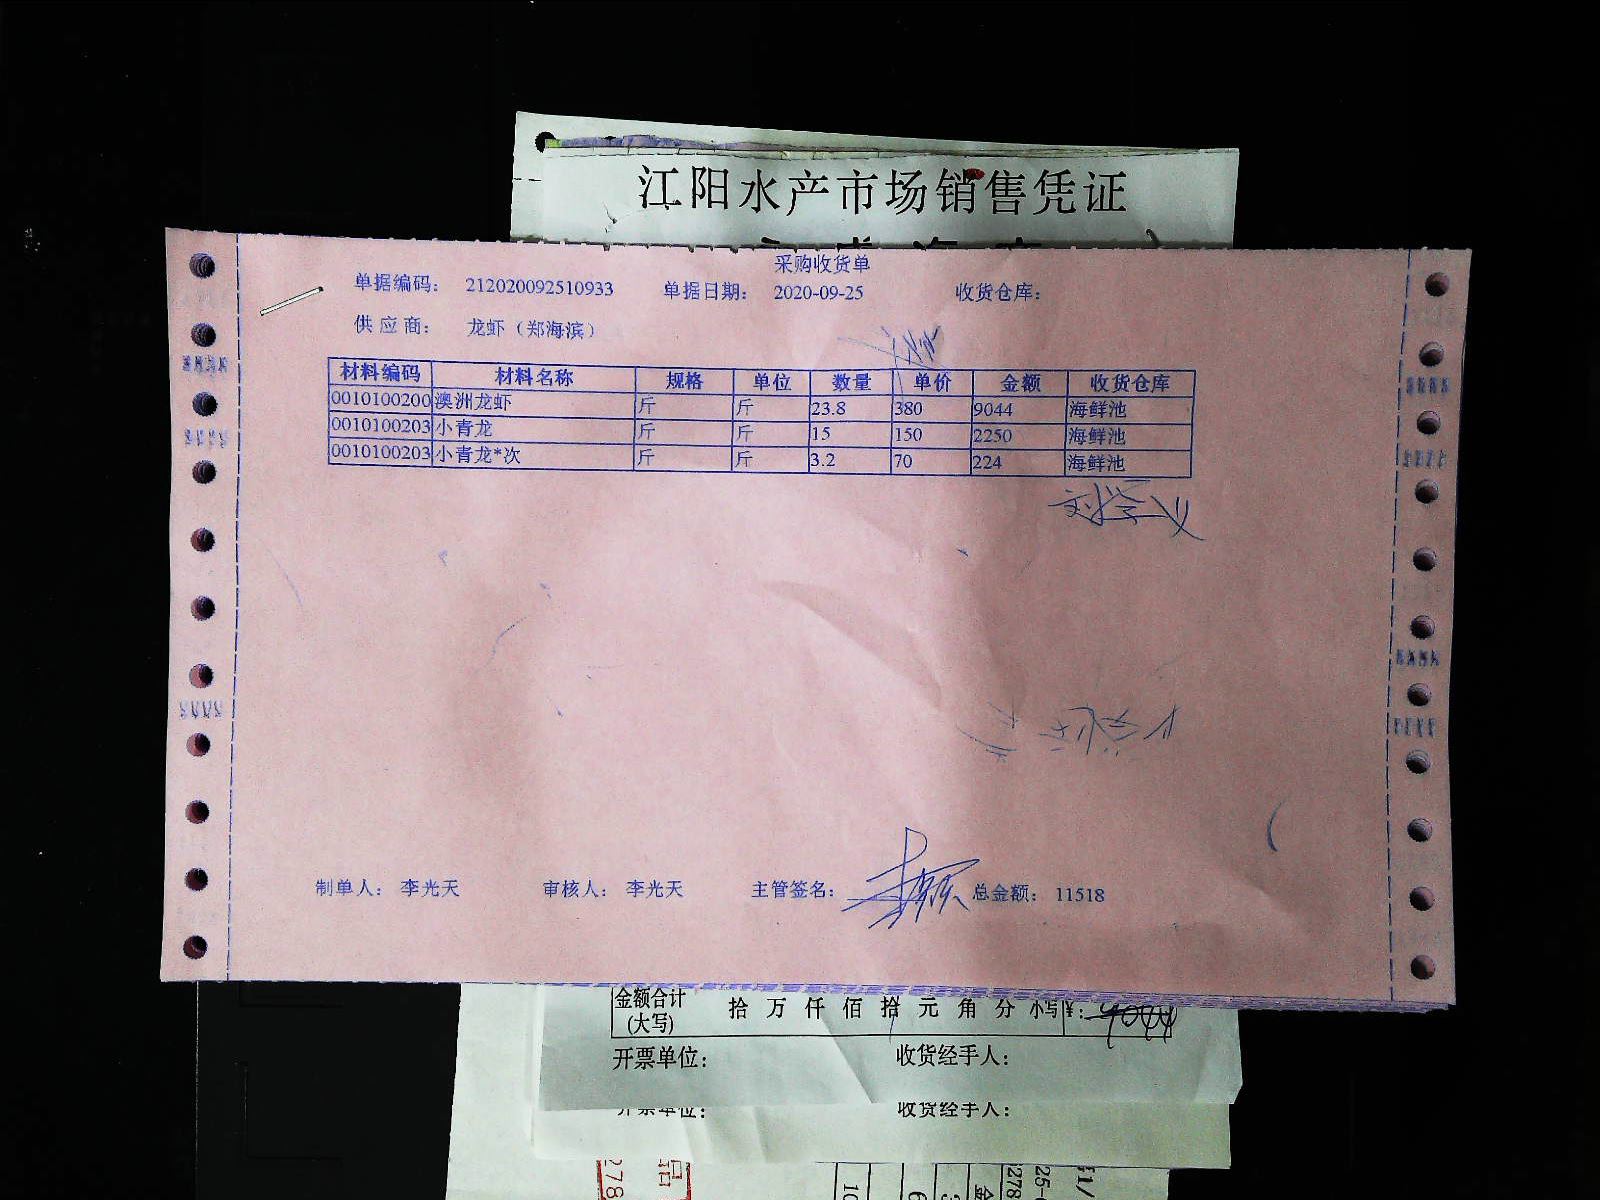 江阳水产市场销售凭证
采购收货单
单据编码： 212020092510933 单据日期： 2020-09-25 收货仓库：
供应商： 龙虾（郑海滨）
材料编码 材料名称 规格 单位 数量 单价 金额 收货仓库
0010100200 澳洲龙虾 斤 斤 23.8 380 9044 海鲜池
0010100203 小青龙 斤 斤 15 150 2250 海鲜池
0010100203 小青龙*次 斤 斤 3.2 70 224 海鲜池
制单人： 李光天 审核人： 李光天 主管签名： 总金额： 11518
金额合计 拾 万 仟 佰 拾 元 角 分 小写¥： 9044
(大写)
开票单位： 收货经手人：
开票单位： 收货经手人：